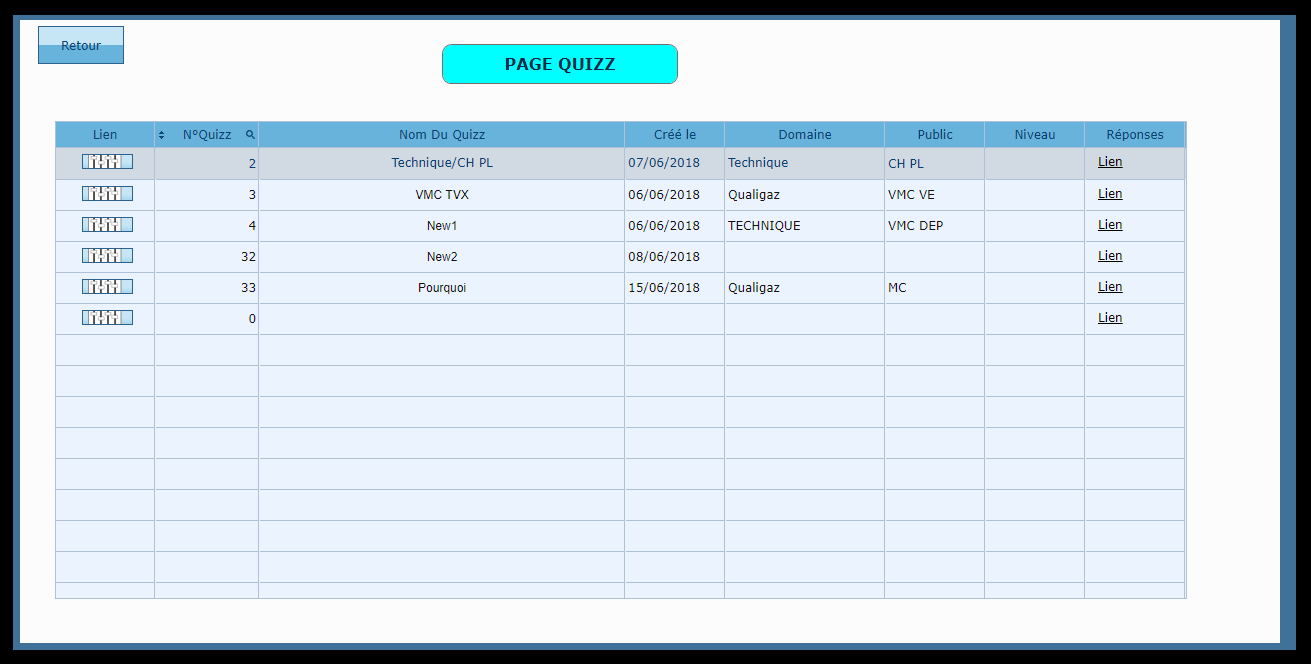 Retour
PAGE QUIZZ
Lien N°Quizz Nom Du Quizz Créé le Domaine Public Niveau Réponses
2 Technique/CH PL 07/06/2018 Technique CH PL Lien
3 VMC TVX 06/06/2018 Qualigaz VMC VE Lien
4 New1 06/06/2018 TECHNIQUE VMC DEP Lien
32 New2 08/06/2018 Lien
33 Pourquoi 15/06/2018 Qualigaz MC Lien
0 Lien